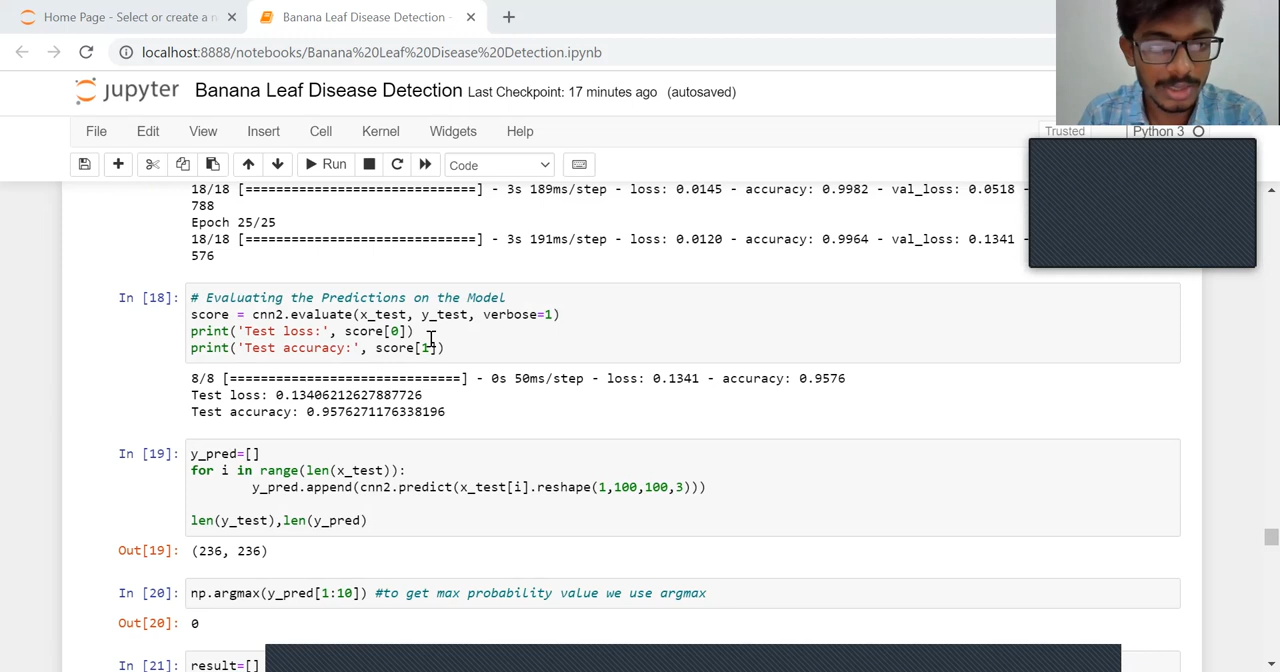 Home Page - Select or create a n
Banana Leaf Disease Detection -
localhost:8888/notebooks/Banana%20Leaf%20Disease%20Detection.ipynb
jupyter Banana Leaf Disease Detection Last Checkpoint: 17 minutes ago (autosaved)
File Edit View Insert Cell Kernel Widgets Help Trusted Python 3
Run Code
18/18 [==============================] - 3s 189ms/step - loss: 0.0145 - accuracy: 0.9982 - val_loss: 0.0518 -
788
Epoch 25/25
18/18 [==============================] - 3s 191ms/step - loss: 0.0120 - accuracy: 0.9964 - val_loss: 0.1341 -
576
In [18]: # Evaluating the Predictions on the Model
score = cnn2.evaluate(x_test, y_test, verbose=1)
print('Test loss:', score[0])
print('Test accuracy:', score[1])
8/8 [==============================] - 0s 50ms/step - loss: 0.1341 - accuracy: 0.9576
Test loss: 0.13406212627887726
Test accuracy: 0.9576271176338196
In [19]: y_pred=[]
for i in range(len(x_test)):
y_pred.append(cnn2.predict(x_test[i].reshape(1,100,100,3)))
len(y_test),len(y_pred)
Out[19]: (236, 236)
In [20]: np.argmax(y_pred[1:10]) #to get max probability value we use argmax
Out[20]: 0
In [21]: result=[]